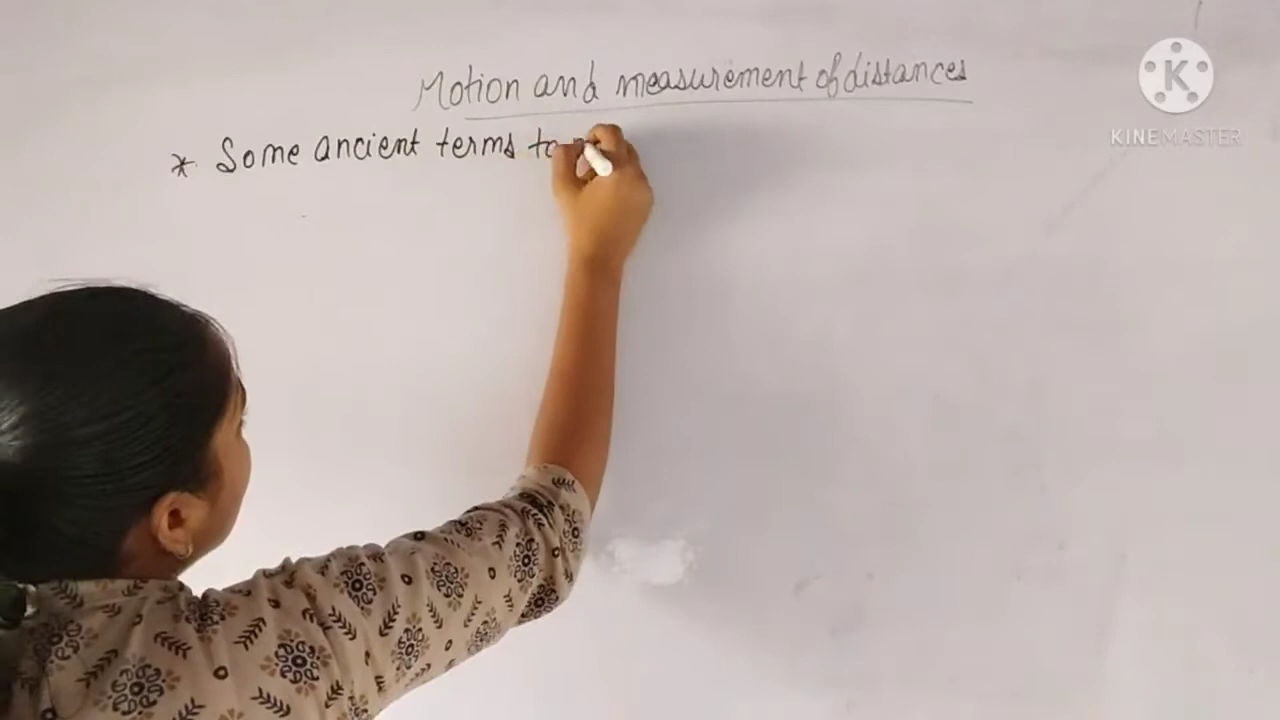 Motion and measurement of distances
* Some ancient terms to
K
KINEMASTER